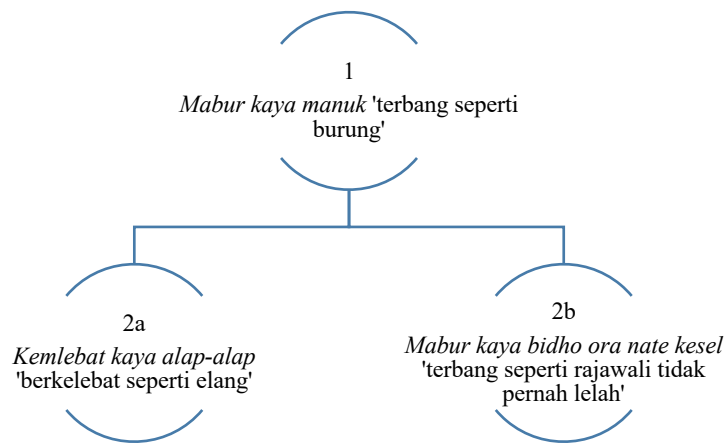 1
Mabur kaya manuk 'terbang seperti
burung'
2a
Kemlebat kaya alap-alap
'berkelebat seperti elang'
2b
Mabur kaya bidho ora nate kesel
'terbang seperti rajawali tidak
pernah lelah'